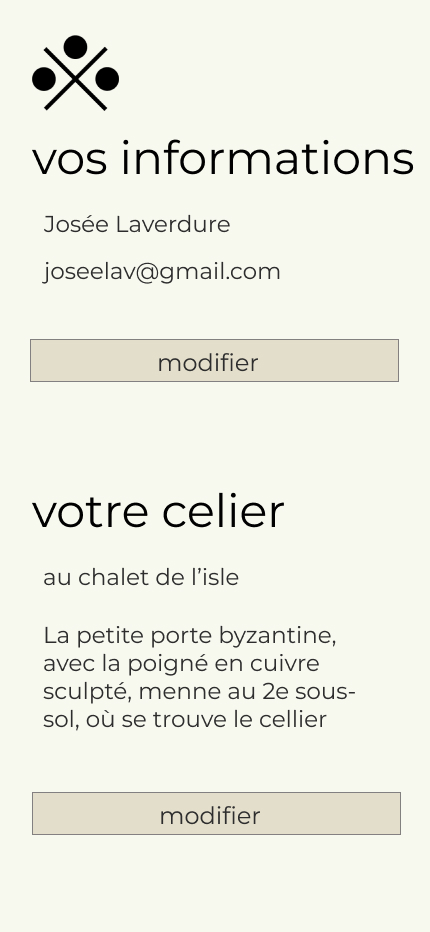 vos informations
Josée Laverdure
joseelav@gmail.com
modifier
votre celier
au chalet de l’isle
La petite porte byzantine,
avec la poigné en cuivre
sculpté, menne au 2e sous-
sol, où se trouve le cellier
modifier